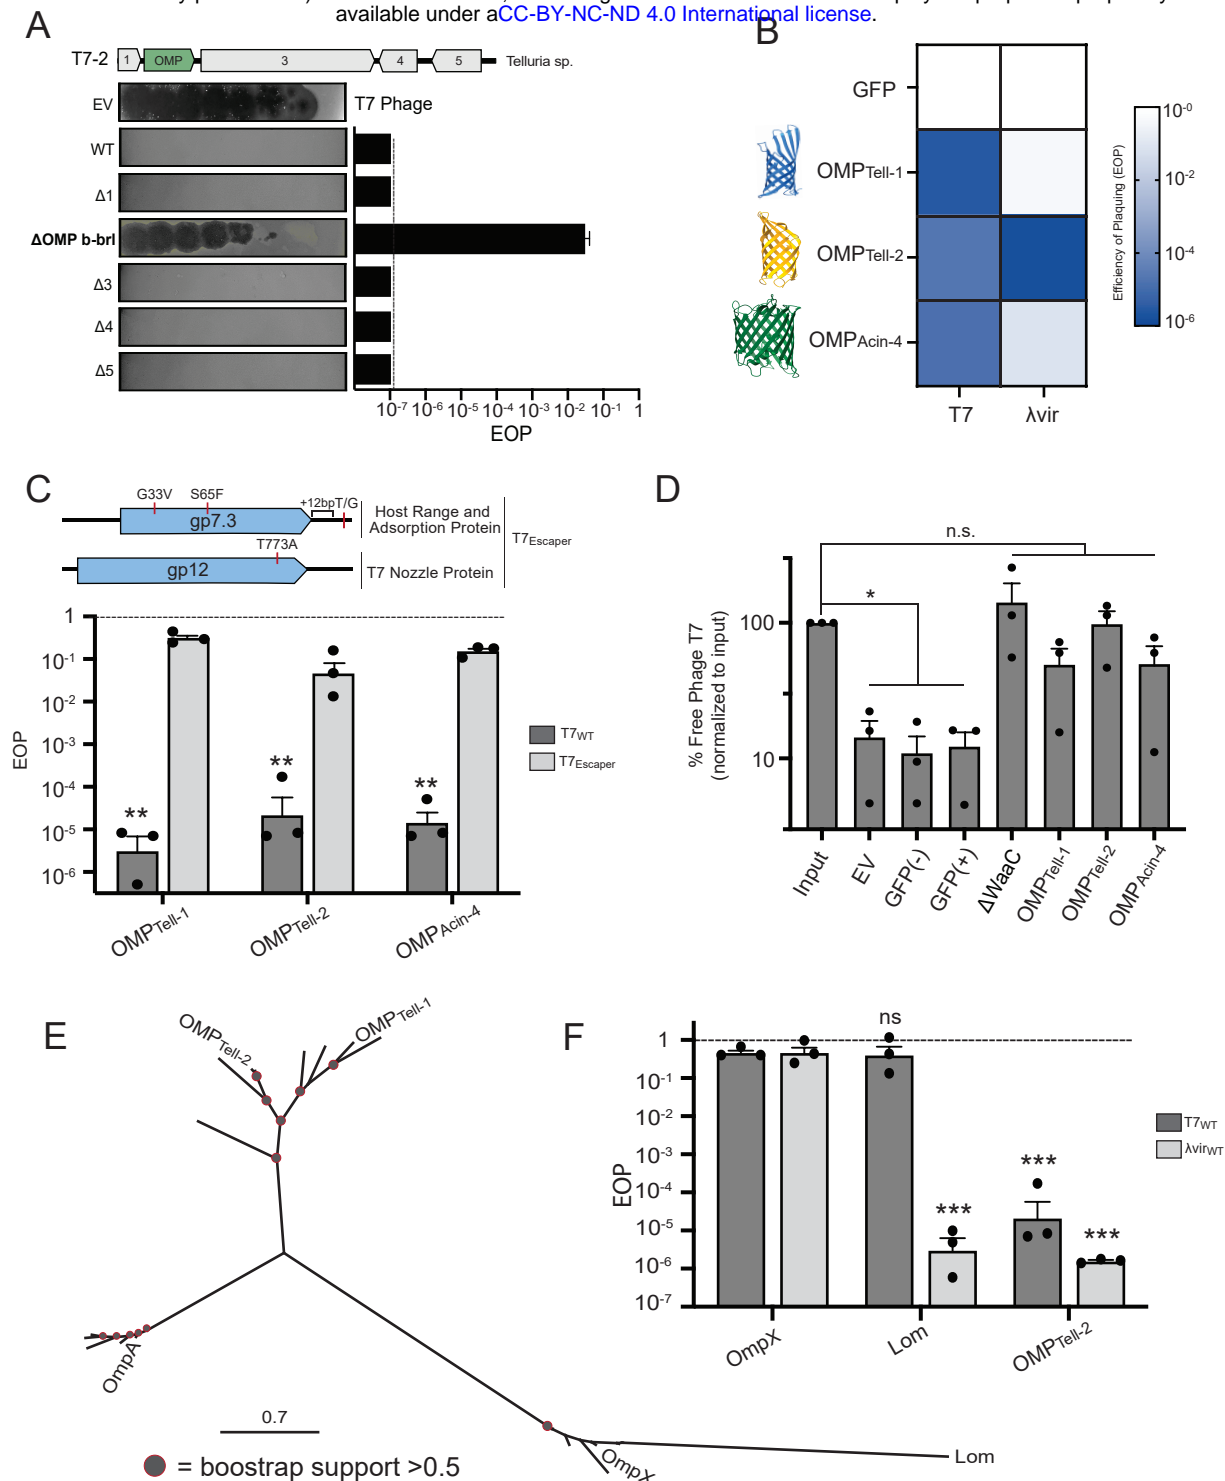 available under aCC-BY-NC-ND 4.0 International license.
A
T7-2
1
OMP
3
4
5
Telluria sp.
EV
T7 Phage
WT
Δ1
ΔOMP b-brl
Δ3
Δ4
Δ5
10-7 10-6 10-5 10-4 10-3 10-2 10-1 1
EOP
B
GFP
OMPTell-1
OMPTell-2
OMPAcin-4
T7
λvir
10-0
10-2
10-4
10-6
Efficiency of Plaquing (EOP)
C
G33V
S65F
+12bp
T/G
gp7.3
Host Range and
Adsorption Protein
T773A
gp12
T7 Nozzle Protein
T7Escaper
1
10-1
10-2
10-3
10-4
10-5
10-6
EOP
**
**
**
OMPTell-1
OMPTell-2
OMPAcin-4
T7WT
T7Escaper
D
n.s.
*
100
10
% Free Phage T7
(normalized to input)
Input
EV
GFP(-)
GFP(+)
ΔWaaC
OMPTell-1
OMPTell-2
OMPAcin-4
E
OMPTell-2
OMPTell-1
OmpA
OmpX
Lom
0.7
= boostrap support >0.5
F
ns
1
10-1
10-2
10-3
10-4
10-5
10-6
10-7
EOP
***
***
***
OmpX
Lom
OMPTell-2
T7WT
λvirWT